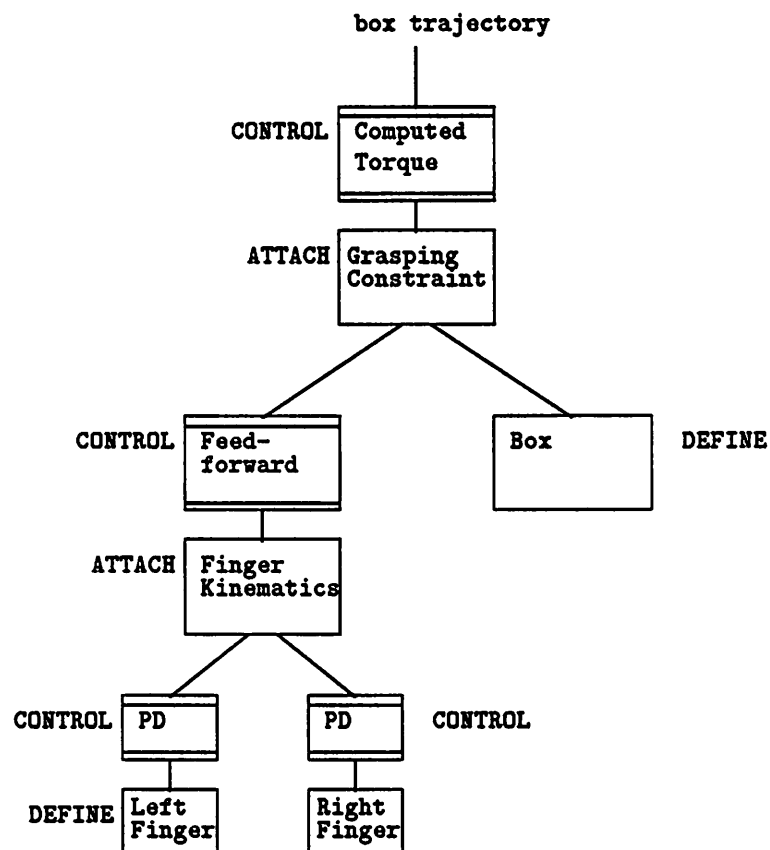 box trajectory
CONTROL
Computed
Torque
ATTACH
Grasping
Constraint
CONTROL
Feed-
forward
Box
DEFINE
ATTACH
Finger
Kinematics
CONTROL
PD
PD
CONTROL
DEFINE
Left
Finger
Right
Finger